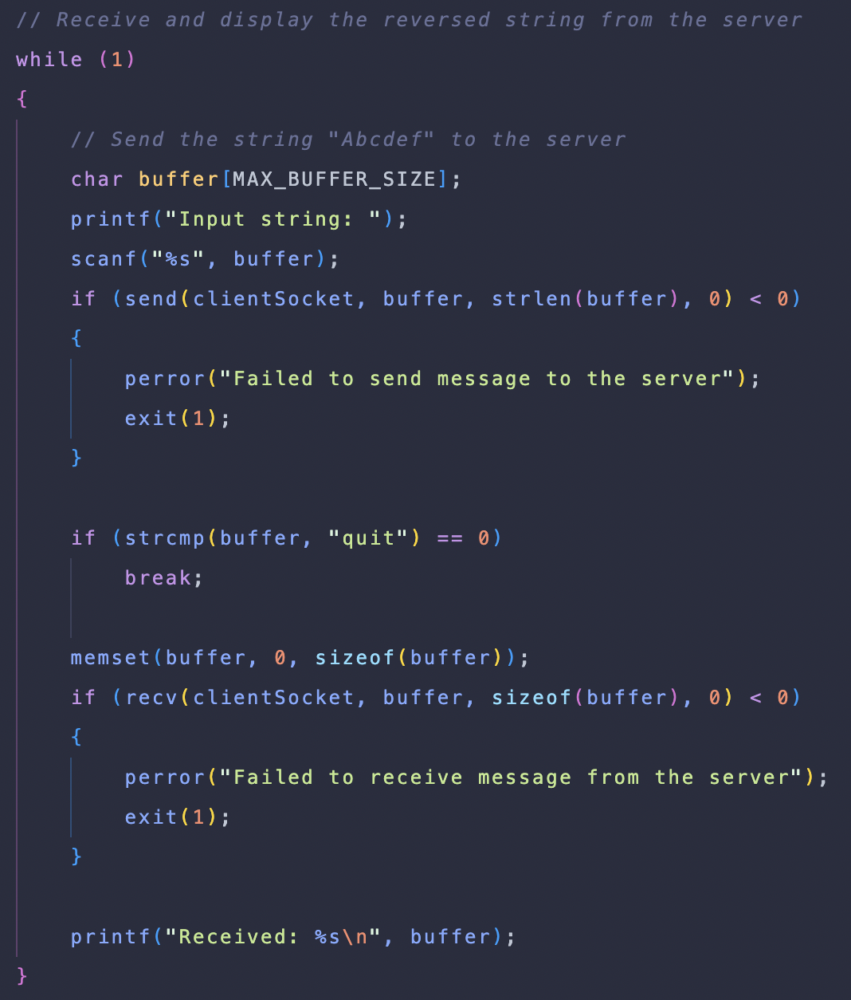 // Receive and display the reversed string from the server
while (1)
{
    // Send the string "Abcdef" to the server
    char buffer[MAX_BUFFER_SIZE];
    printf("Input string: ");
    scanf("%s", buffer);
    if (send(clientSocket, buffer, strlen(buffer), 0) < 0)
    {
        perror("Failed to send message to the server");
        exit(1);
    }

    if (strcmp(buffer, "quit") == 0)
        break;

    memset(buffer, 0, sizeof(buffer));
    if (recv(clientSocket, buffer, sizeof(buffer), 0) < 0)
    {
        perror("Failed to receive message from the server");
        exit(1);
    }

    printf("Received: %s\n", buffer);
}